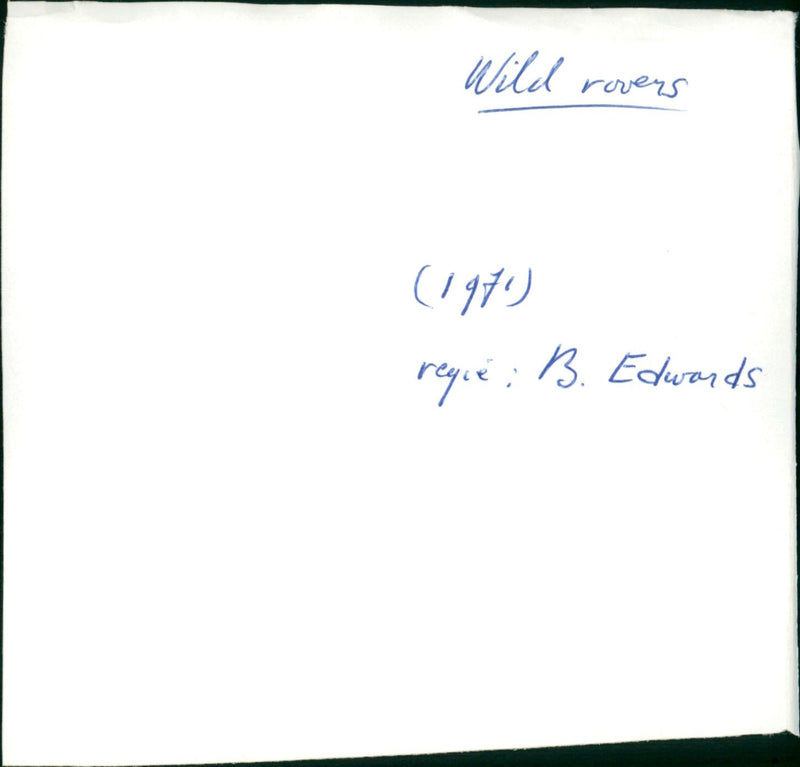 Wild rovers
(1971)
regie: B. Edwards